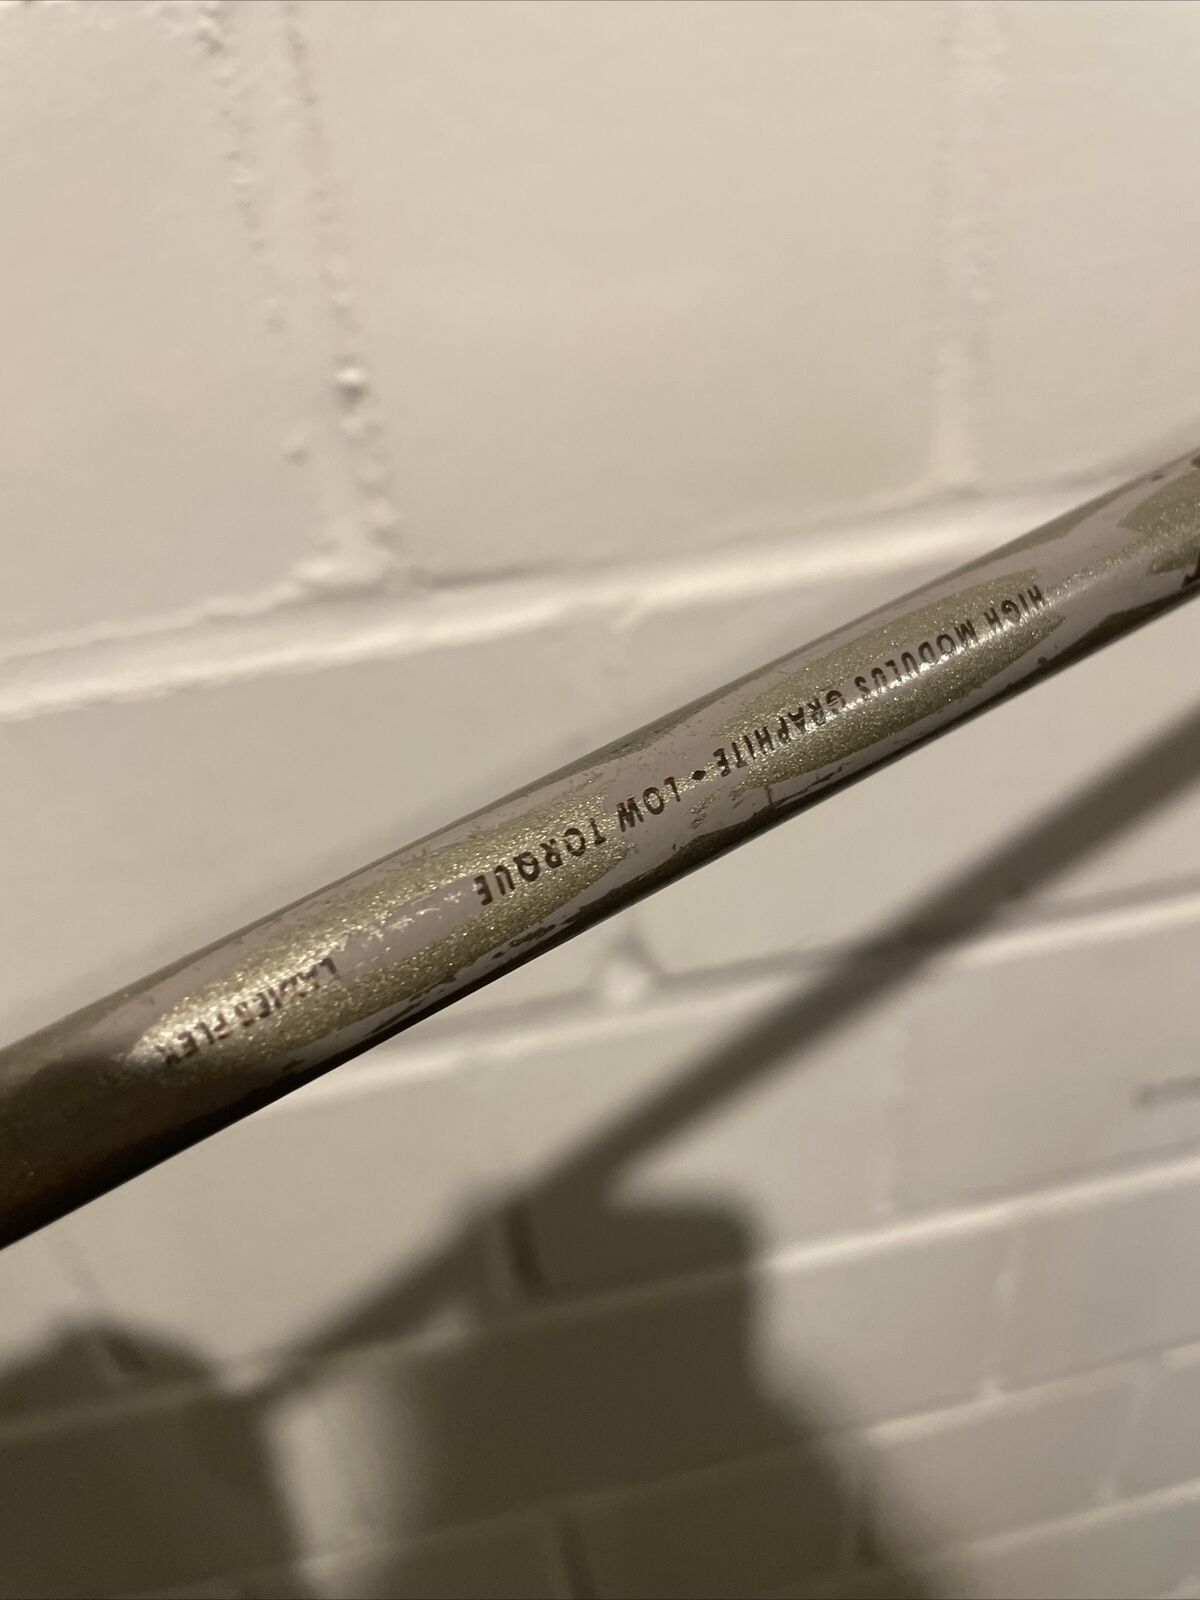 HIGH MODULUS GRAPHITE • LOW TORQUE
LADIES FLEX